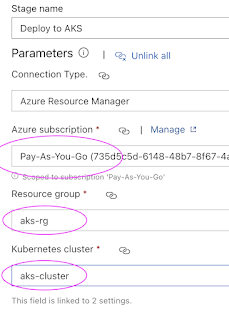 Stage name
Deploy to AKS
Parameters | Unlink all
Connection Type.
Azure Resource Manager
Azure subscription * | Manage
Pay-As-You-Go (735d5c5d-6148-48b7-8f67-4a
Scoped to subscription 'Pay-As-You-Go'
Resource group *
aks-rg
Kubernetes cluster *
aks-cluster
This field is linked to 2 settings.